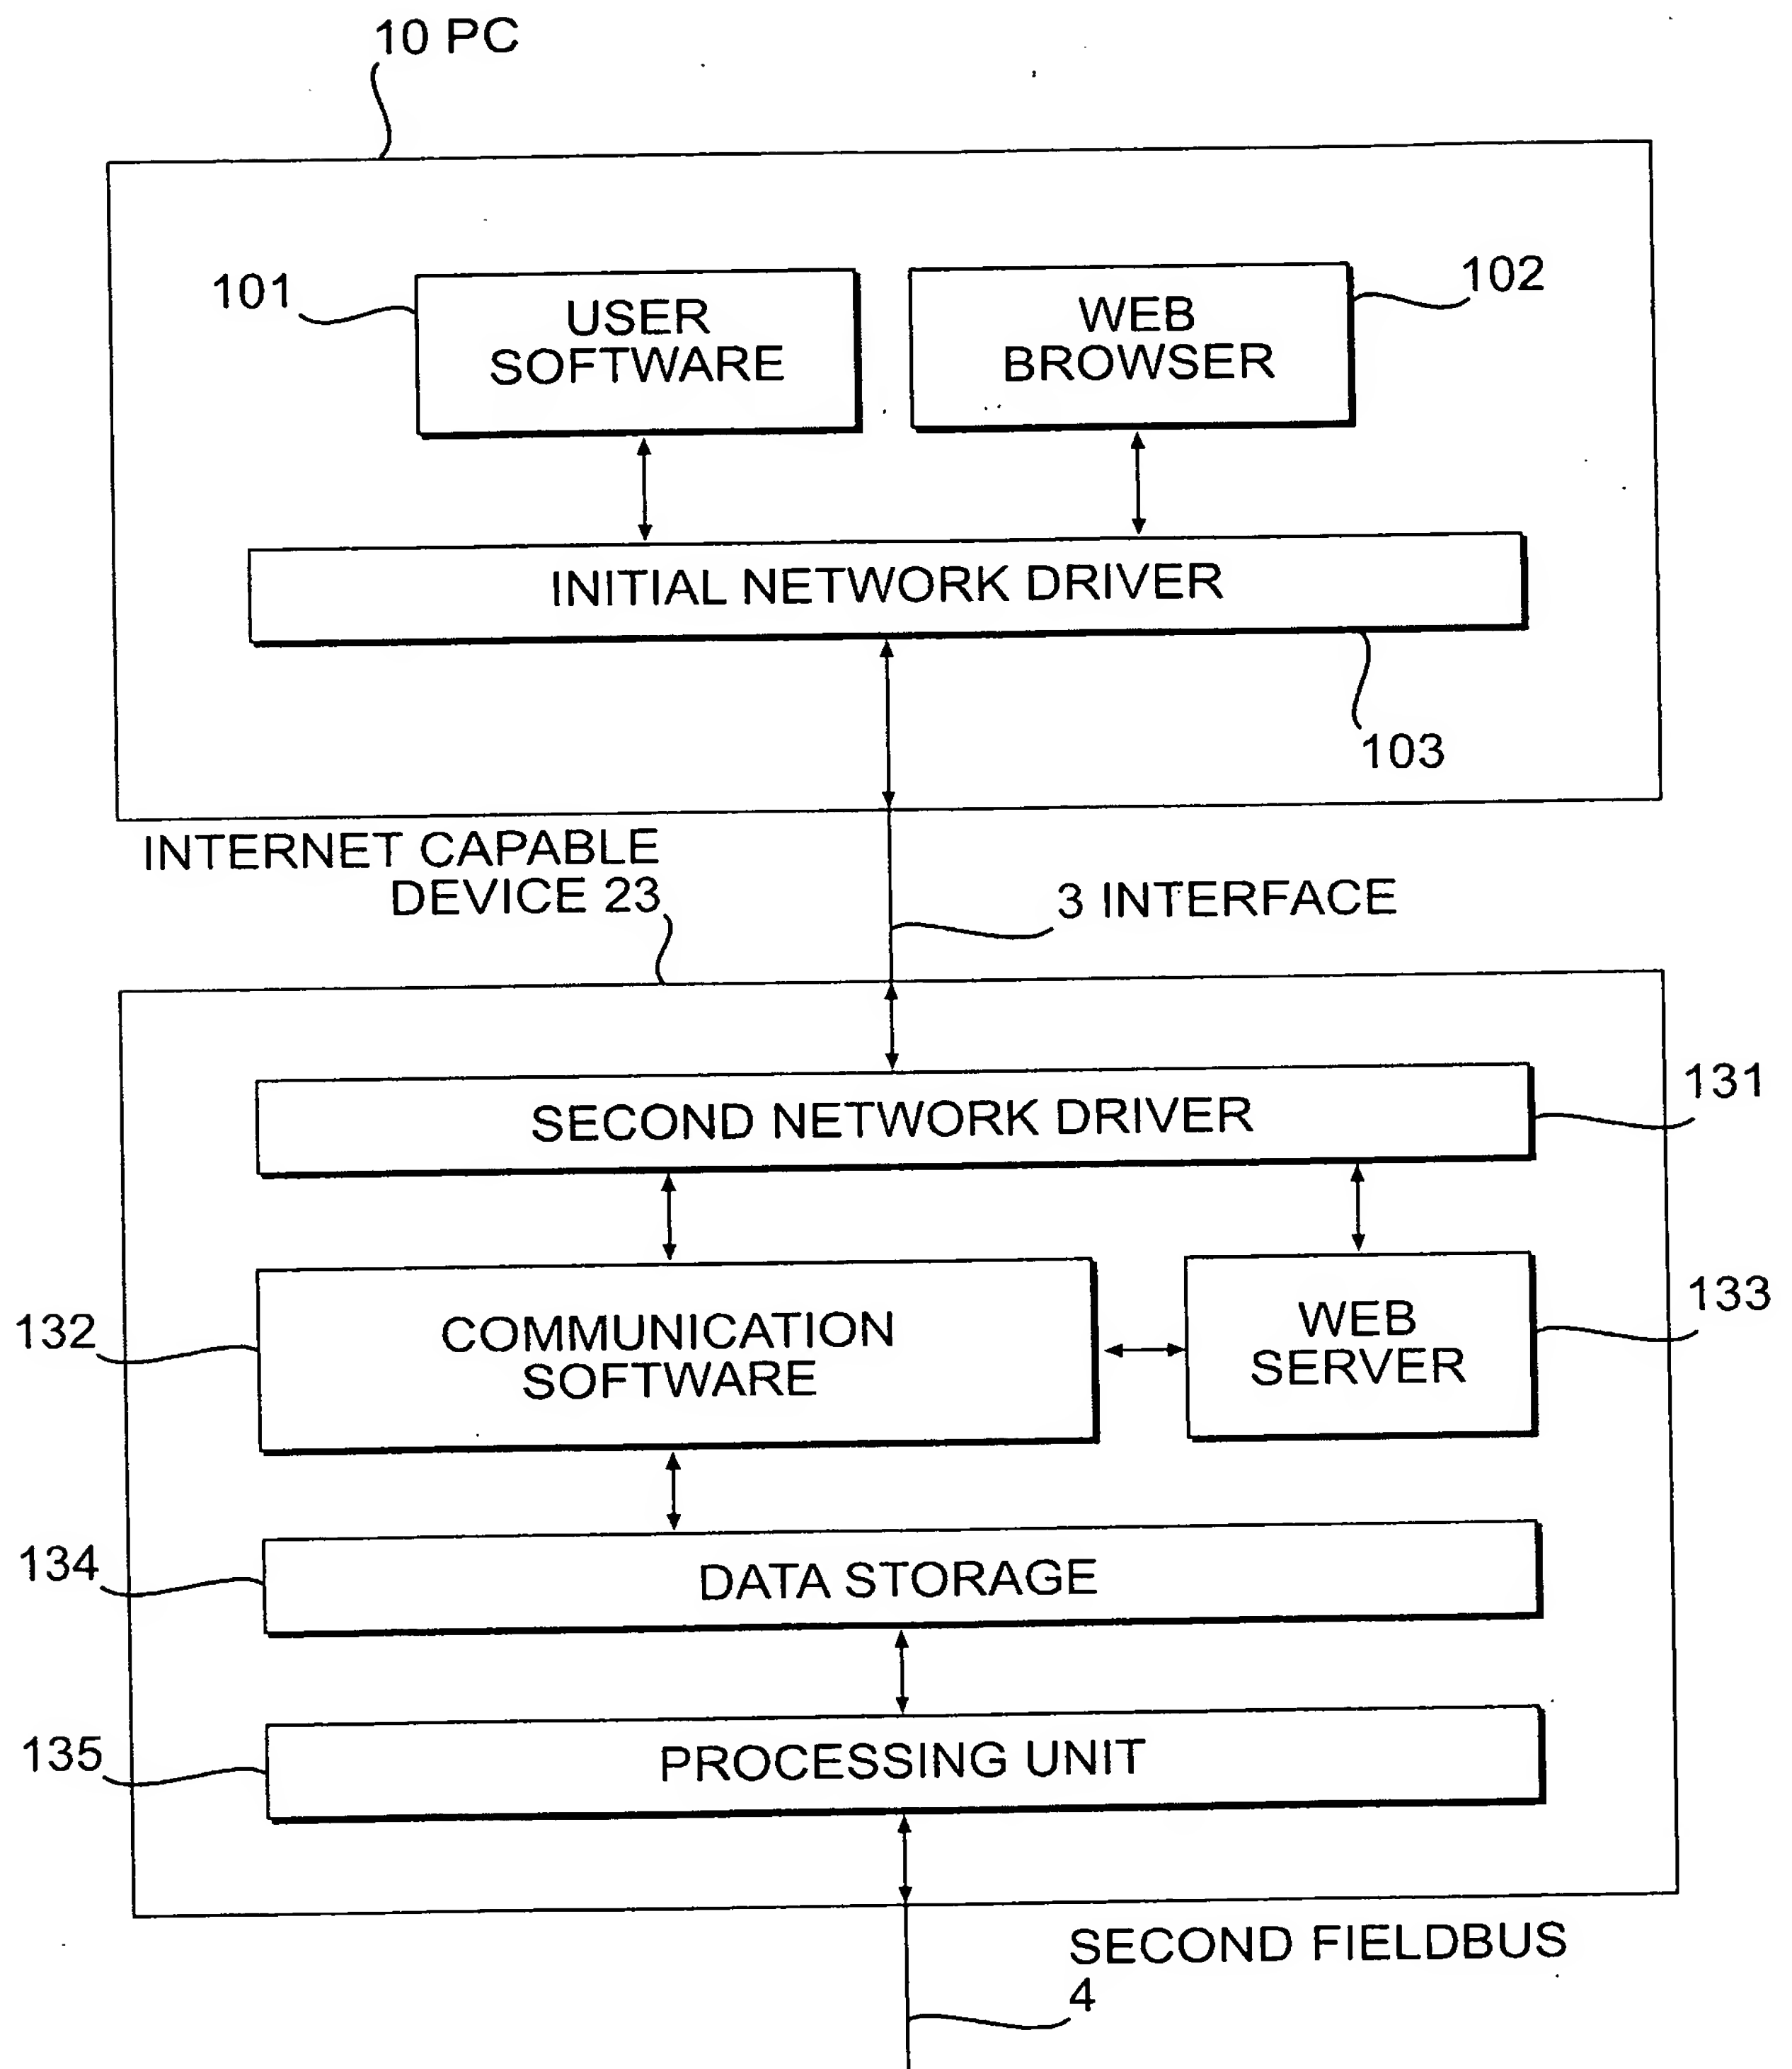 10 PC
101
USER
SOFTWARE
WEB
BROWSER
102
INITIAL NETWORK DRIVER
103
INTERNET CAPABLE
DEVICE 23
3 INTERFACE
SECOND NETWORK DRIVER
131
132
COMMUNICATION
SOFTWARE
WEB
SERVER
133
134
DATA STORAGE
135
PROCESSING UNIT
SECOND FIELDBUS
4